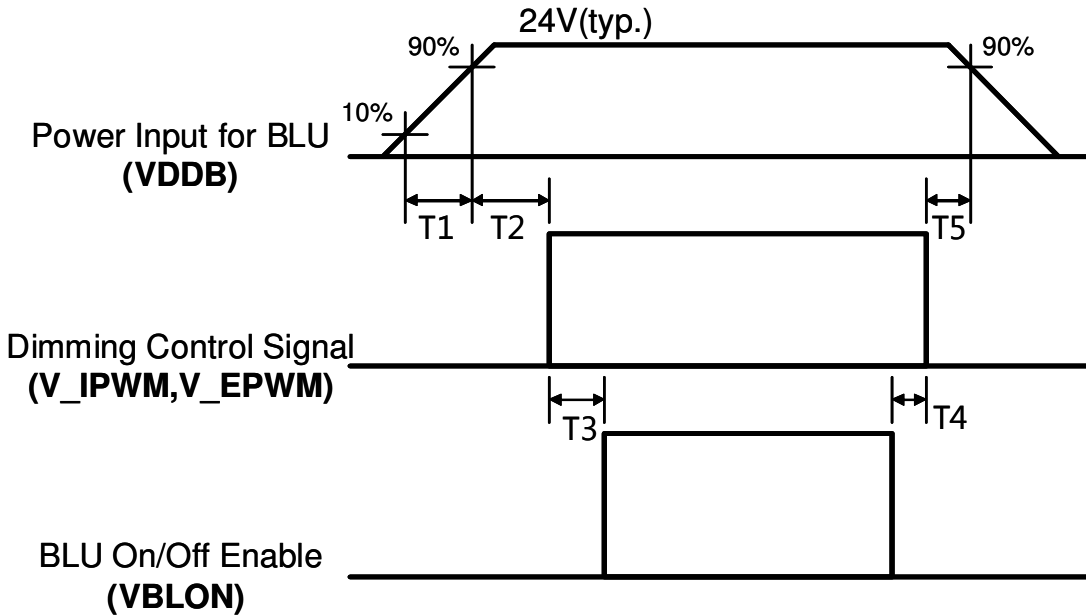 24V(typ.)
90%
90%
10%
Power Input for BLU
(VDDB)
T1
T2
T5
Dimming Control Signal
(V_IPWM,V_EPWM)
T3
T4
BLU On/Off Enable
(VBLON)